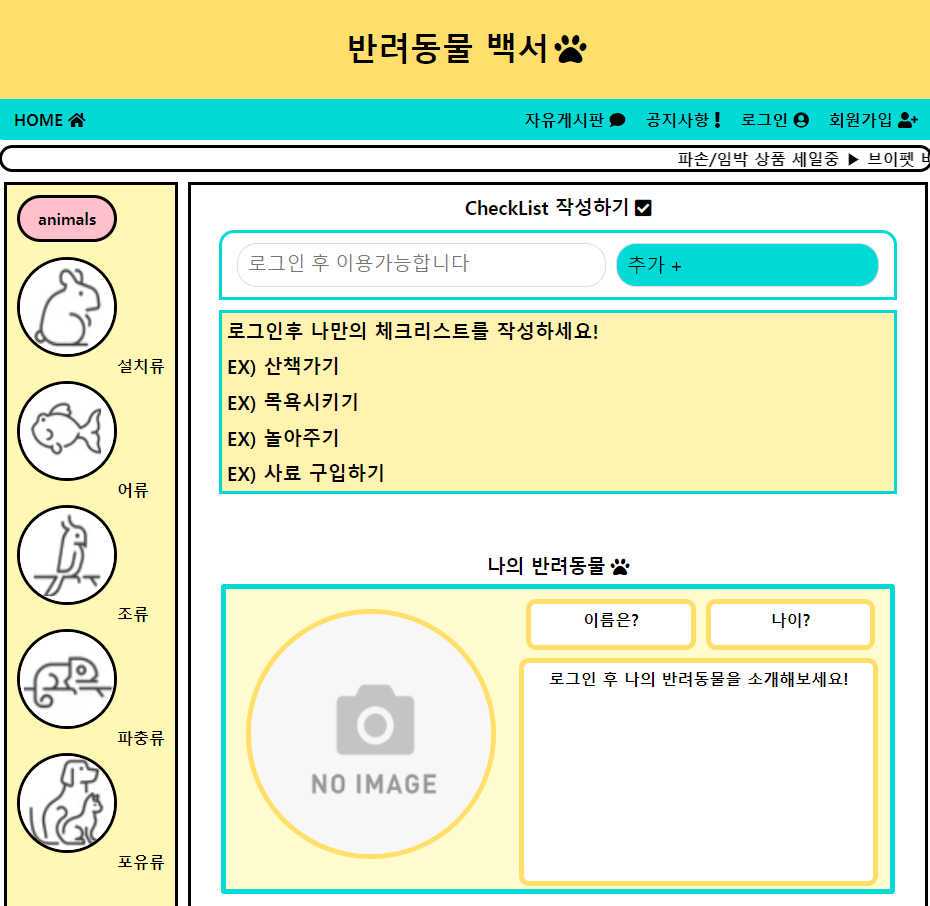 반려동물 백서
HOME 자유게시판 공지사항 로그인 회원가입
파손/임박 상품 세일중 ▶ 브이펫
animals
설치류
어류
조류
파충류
포유류
CheckList 작성하기
로그인 후 이용가능합니다 추가 +
로그인후 나만의 체크리스트를 작성하세요!
EX) 산책가기
EX) 목욕시키기
EX) 놀아주기
EX) 사료 구입하기
나의 반려동물
NO IMAGE
이름은? 나이?
로그인 후 나의 반려동물을 소개해보세요!